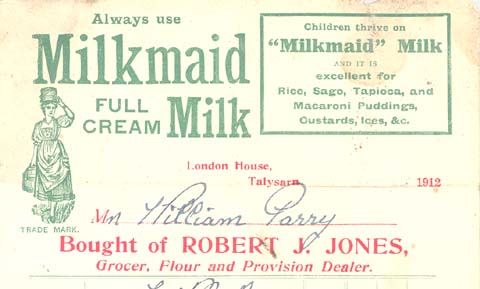 Always use
Milkmaid
FULL
CREAM Milk
TRADE MARK.
Children thrive on
"Milkmaid" Milk
AND IT IS
excellent for
Rice, Sago, Tapioca, and
Macaroni Puddings,
Custards, Ices, &c.
London House,
Talysarn 1912
Mr William Parry
Bought of ROBERT J. JONES,
Grocer, Flour and Provision Dealer.